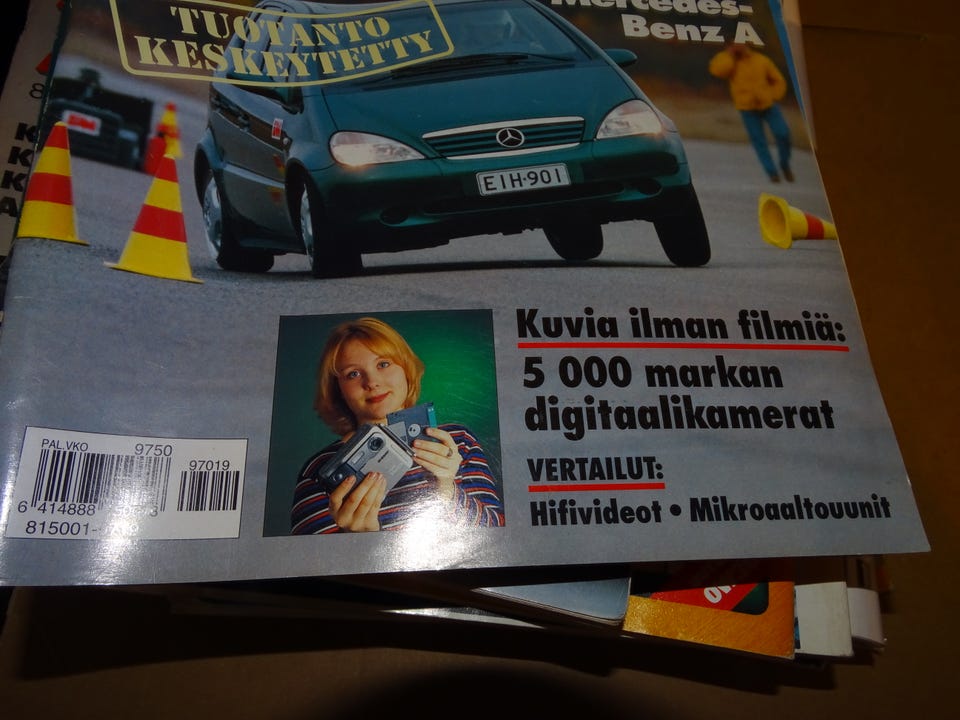 Mercedes-
Benz A
TUOTANTO
KESKEYTETTY
EIH-901
Kuvia ilman filmiä:
5 000 markan
digitaalikamerat
VERTAILUT:
Hifivideot • Mikroaaltouunit
PAL.VKO
9750
97019
6 414888
815001-